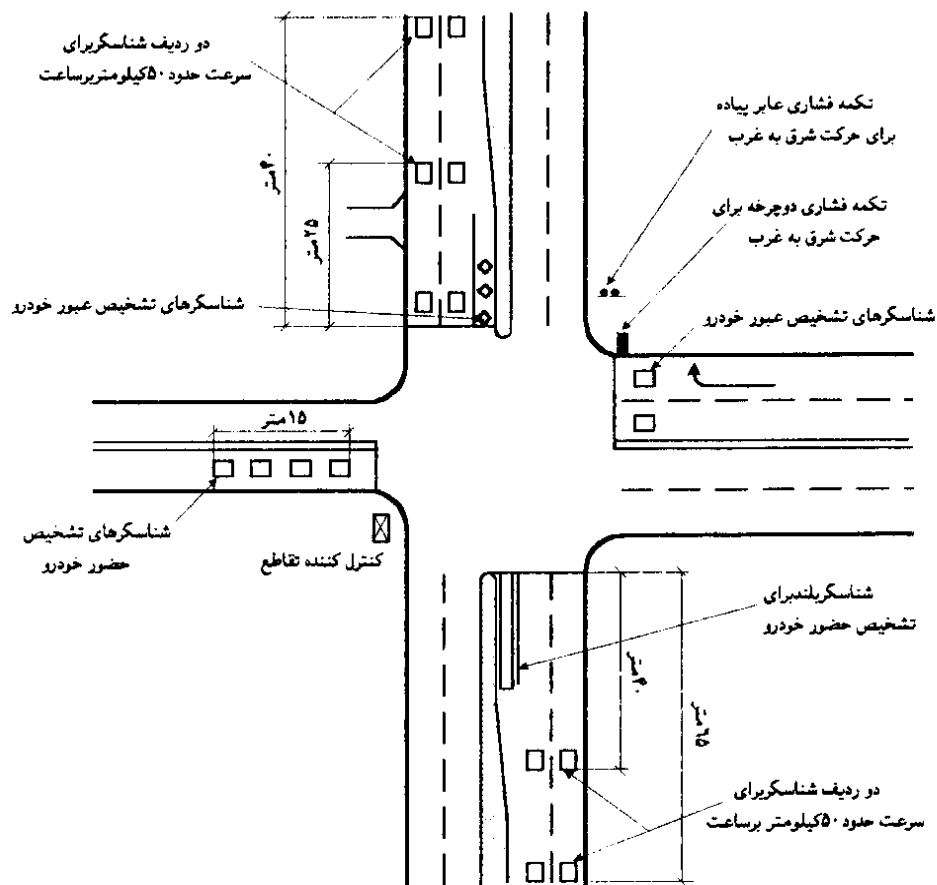 دو ردیف شناسگربرای
سرعت حدود ۵۰کیلومتربرساعت
تکمه فشاری عابر پیاده
برای حرکت شرق به غرب
۴۰متر
تکمه فشاری دوچرخه برای
حرکت شرق به غرب
۲۵متر
شناسگرهای تشخیص عبور خودرو
شناسگرهای تشخیص عبور خودرو
۱۵متر
شناسگرهای تشخیص
حضور خودرو
کنترل کننده تقاطع
شناسگربلندبرای
تشخیص حضور خودرو
۴۰متر
۶۵متر
دو ردیف شناسگربرای
سرعت حدود ۵۰کیلومتر برساعت